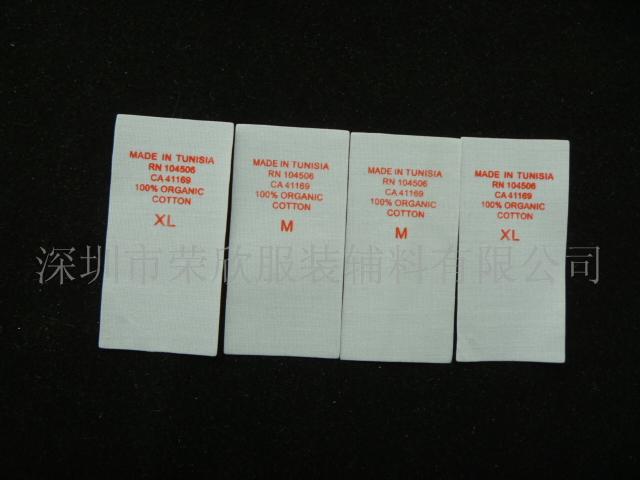 MADE IN TUNISIA
RN 104506
CA 41169
100% ORGANIC
COTTON
XL
MADE IN TUNISIA
RN 104506
CA 41169
100% ORGANIC
COTTON
M
MADE IN TUNISIA
RN 104506
CA 41169
100% ORGANIC
COTTON
M
MADE IN TUNISIA
RN 104506
CA 41169
100% ORGANIC
COTTON
XL
深圳市荣欣服装辅料有限公司